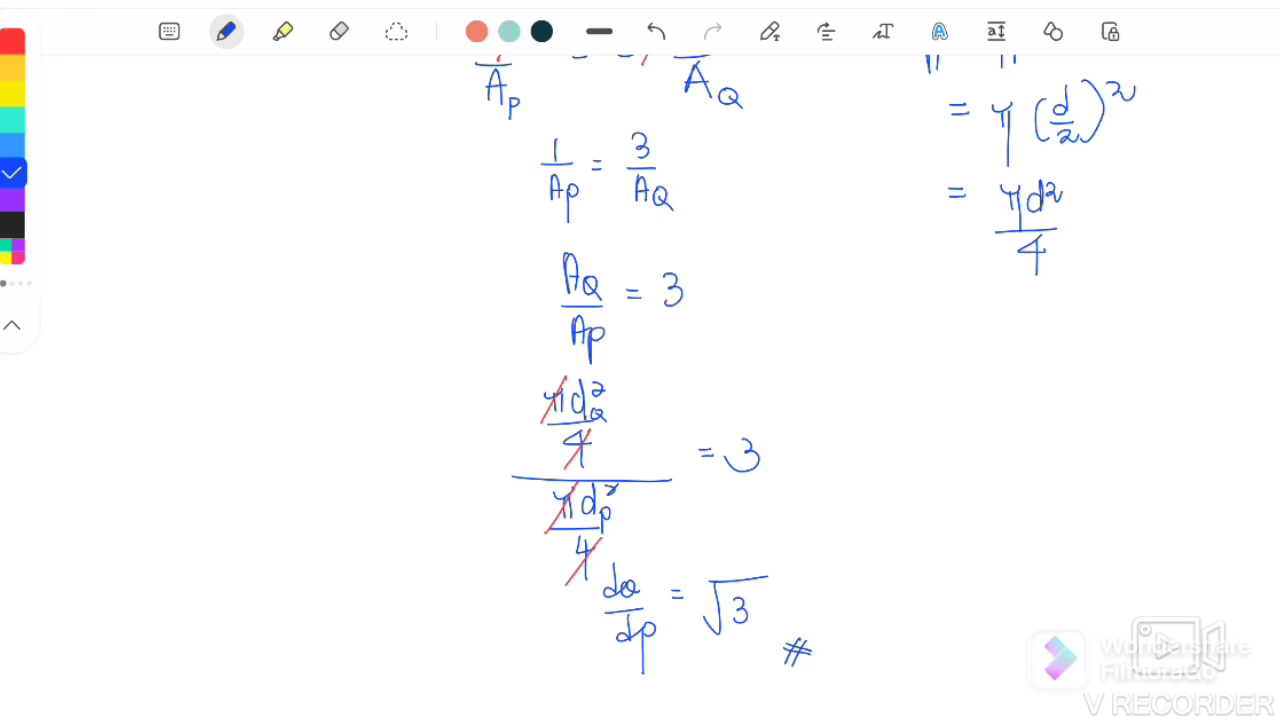 A_P A_Q
1/A_P = 3/A_Q
A_Q/A_P = 3
(πd_Q²/4)/(πd_P²/4) = 3
d_Q/d_P = √3 #
= π(d/2)²
= πd²/4
Wondershare
Filmora
V RECORDER